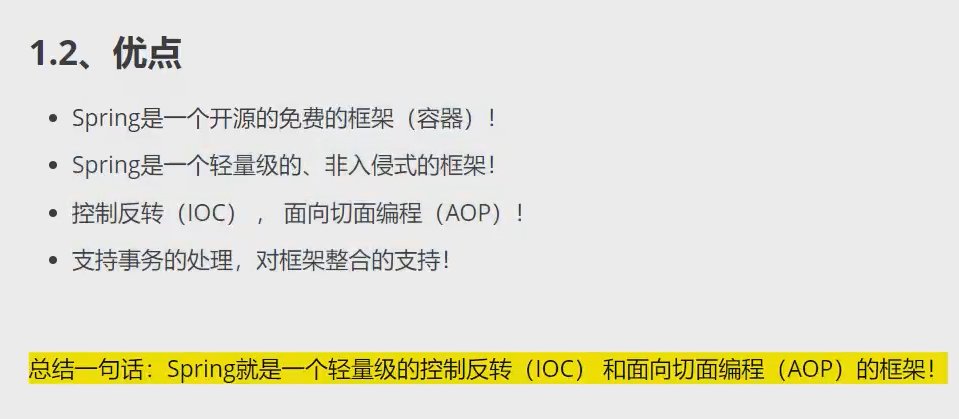 1.2、优点
Spring是一个开源的免费的框架（容器）！
Spring是一个轻量级的、非入侵式的框架！
控制反转（IOC） ， 面向切面编程（AOP）！
支持事务的处理，对框架整合的支持！
总结一句话：Spring就是一个轻量级的控制反转（IOC） 和面向切面编程（AOP）的框架！